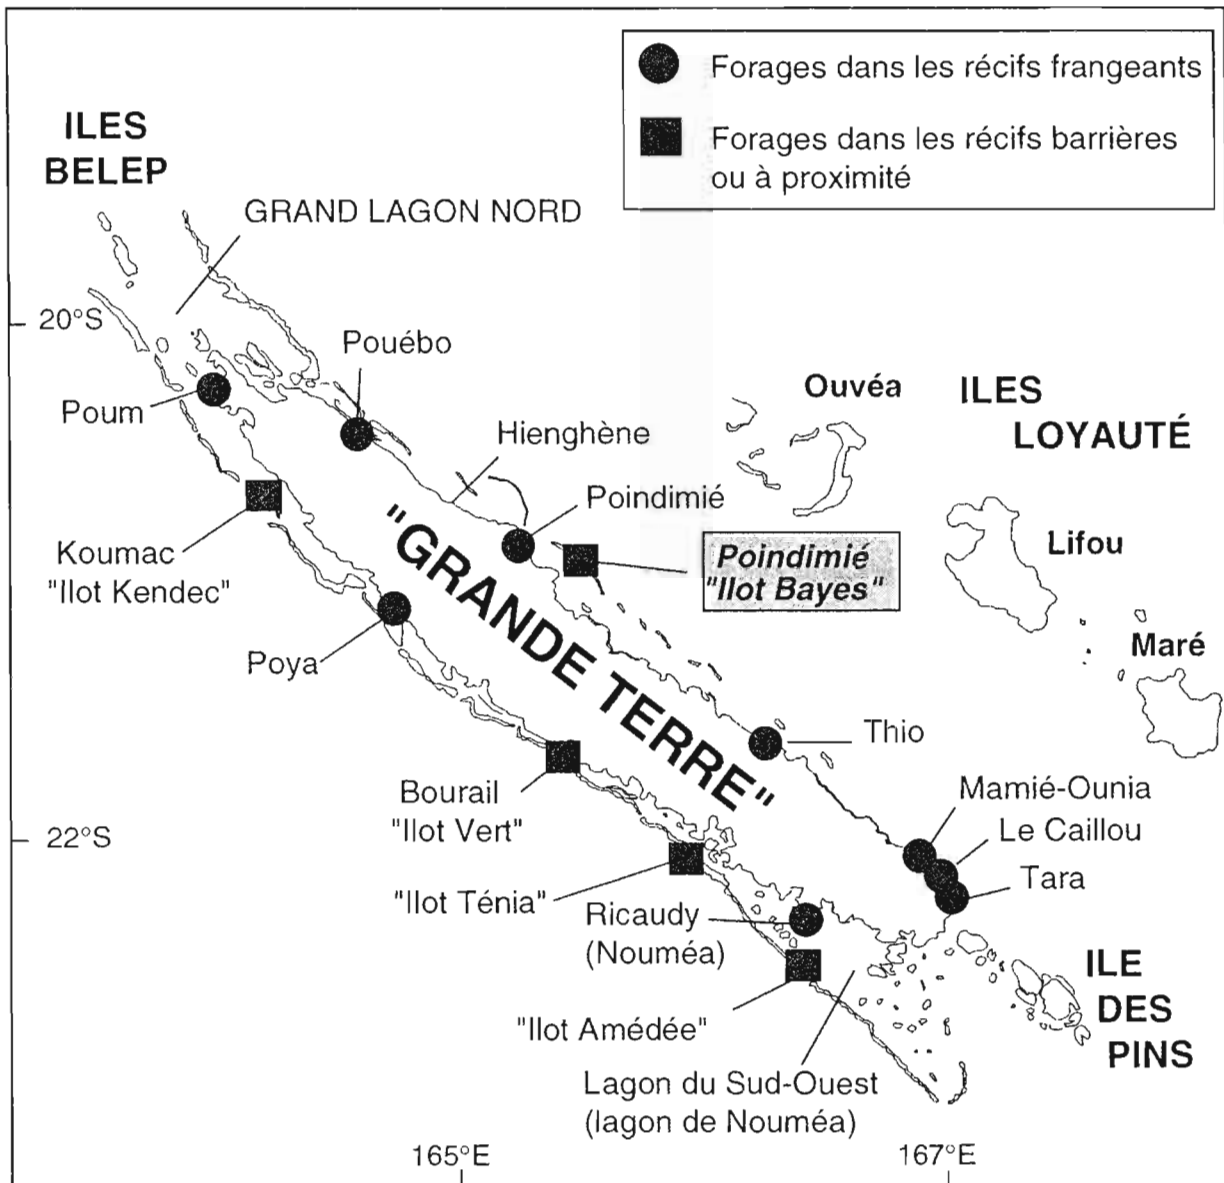 Forages dans les récifs frangeants
Forages dans les récifs barrières
ou à proximité
ILES
BELEP
GRAND LAGON NORD
20°S
Pouébo
Poum
Hienghène
Ouvéa
ILES
LOYAUTÉ
Poindimié
Koumac
"Ilot Kendec"
Poindimié
"Ilot Bayes"
Lifou
"GRANDE TERRE"
Poya
Maré
Thio
Bourail
"Ilot Vert"
22°S
Mamié-Ounia
Le Caillou
Tara
"Ilot Ténia"
Ricaudy
(Nouméa)
ILE
DES
PINS
"Ilot Amédée"
Lagon du Sud-Ouest
(lagon de Nouméa)
165°E
167°E